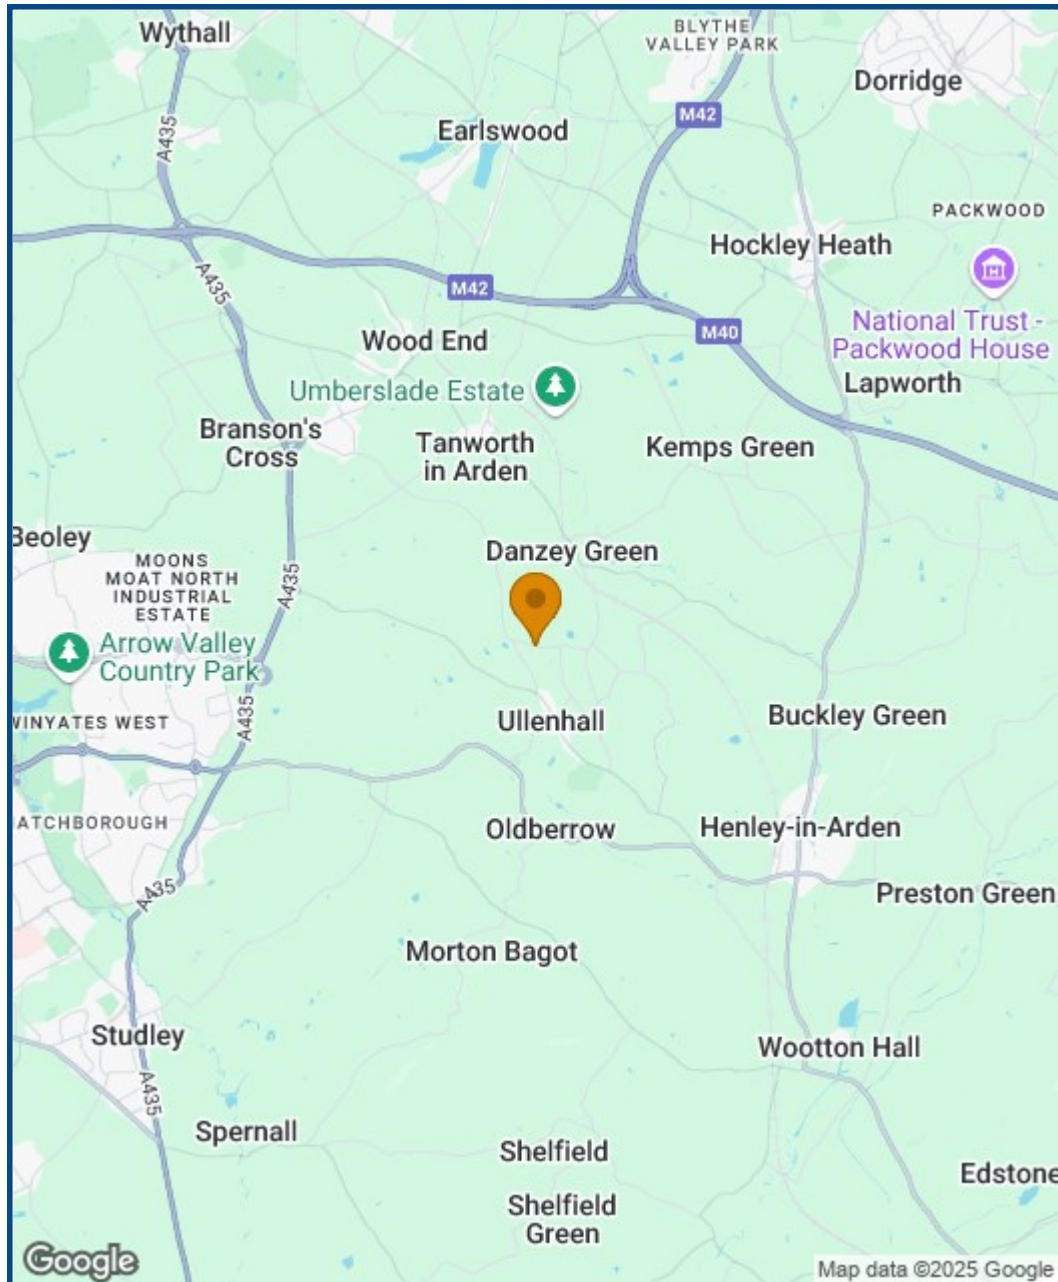 Wythall
BLYTHE
VALLEY PARK
Dorridge
M42
A435
Earlswood
PACKWOOD
Hockley Heath
A435
M42
M40
National Trust -
Packwood House
Wood End
Umberslade Estate
Lapworth
Branson's
Cross
Tanworth
in Arden
Kemps Green
Beoley
Danzey Green
MOONS
MOAT NORTH
INDUSTRIAL
ESTATE
A435
Arrow Valley
Country Park
WINYATES WEST
A435
Ullenhall
Buckley Green
MATCHBOROUGH
Oldberrow
Henley-in-Arden
A435
Preston Green
Morton Bagot
Studley
Wootton Hall
A435
Spernall
Shelfield
Edstone
Shelfield
Green
Google
Map data ©2025 Google